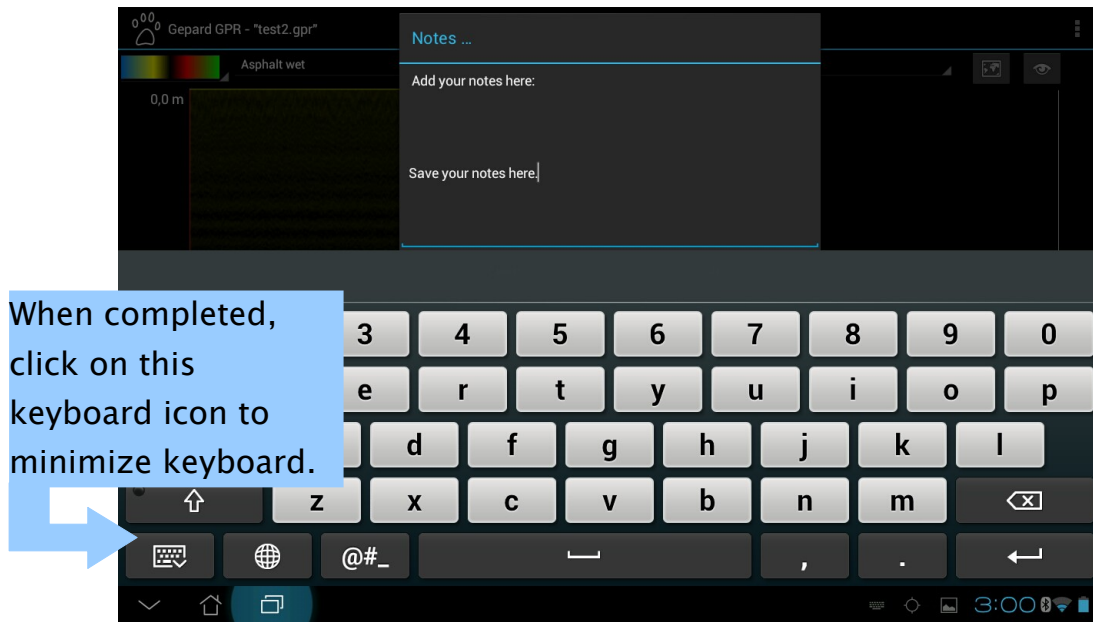 Gepard GPR - "test2.gpr"
Notes ...
Asphalt wet
Add your notes here:
0,0 m
Save your notes here.
When completed,
click on this
keyboard icon to
minimize keyboard.
3 4 5 6 7 8 9 0
e r t y u i o p
d f g h j k l
z x c v b n m
@#_ , .
3:00